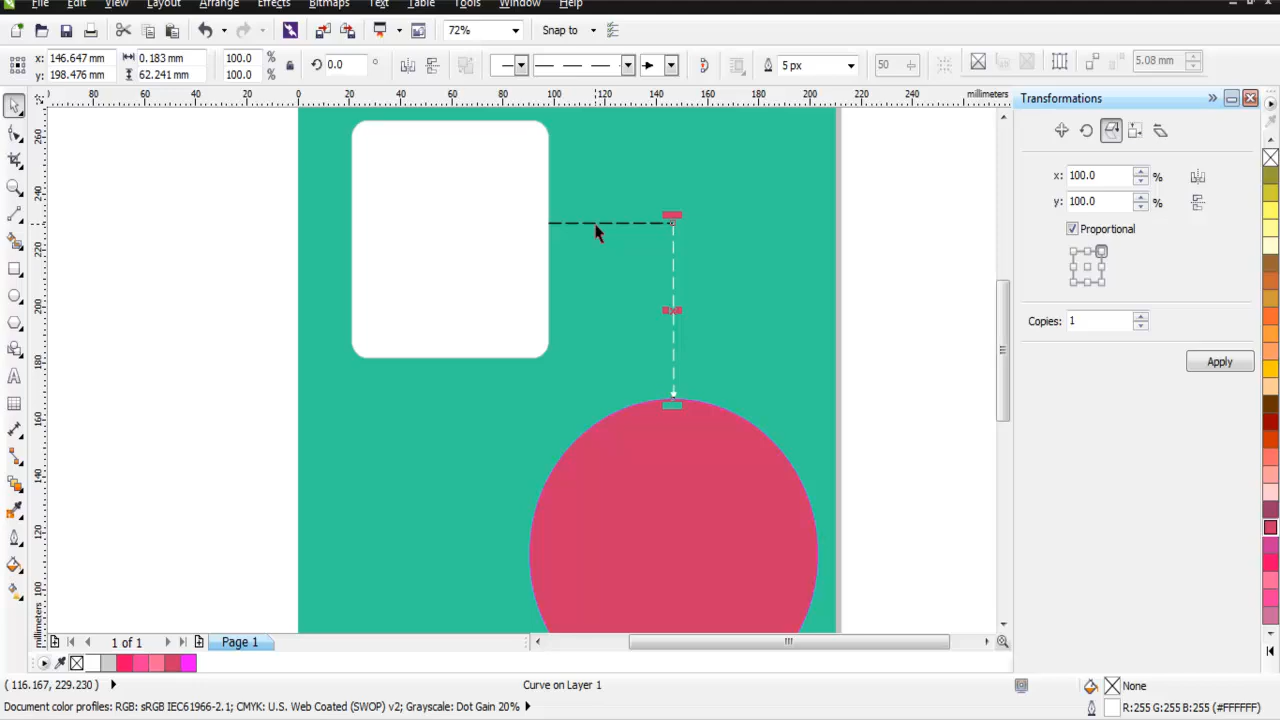 File Edit View Layout Arrange Effects Bitmaps Text Table Tools Window Help
72% Snap to
x: 146.647 mm 0.183 mm 100.0 % 0.0 ° 5 px 50 5.08 mm
y: 198.476 mm 62.241 mm 100.0 %
80 60 40 20 0 20 40 60 80 100 120 140 160 180 200 220 240 millimeters
260
240
220
200
180
160
140
120
100
millimeters
Transformations
x: 100.0 %
y: 100.0 %
Proportional
Copies: 1
Apply
1 of 1 Page 1
( 116.167, 229.230 ) Curve on Layer 1 None
Document color profiles: RGB: sRGB IEC61966-2.1; CMYK: U.S. Web Coated (SWOP) v2; Grayscale: Dot Gain 20% R:255 G:255 B:255 (#FFFFFF)